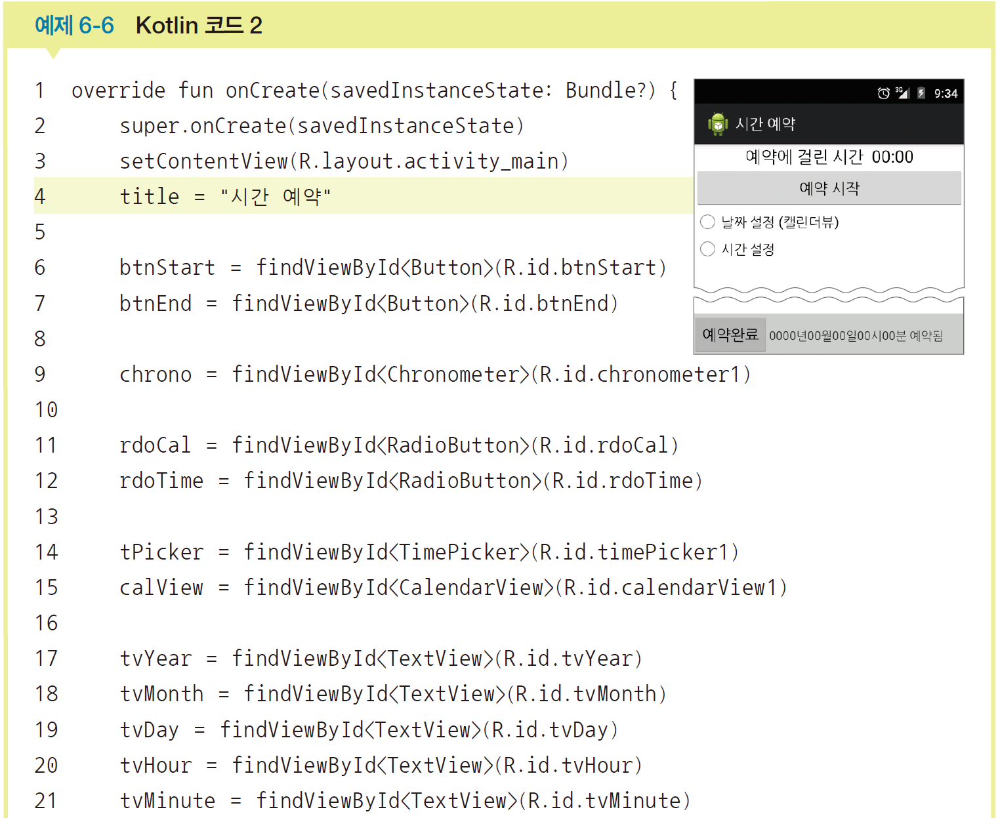 예제 6-6 Kotlin 코드 2
1 override fun onCreate(savedInstanceState: Bundle?) {
2 super.onCreate(savedInstanceState)
3 setContentView(R.layout.activity_main)
4 title = "시간 예약"
5
6 btnStart = findViewById<Button>(R.id.btnStart)
7 btnEnd = findViewById<Button>(R.id.btnEnd)
8
9 chrono = findViewById<Chronometer>(R.id.chronometer1)
10
11 rdoCal = findViewById<RadioButton>(R.id.rdoCal)
12 rdoTime = findViewById<RadioButton>(R.id.rdoTime)
13
14 tPicker = findViewById<TimePicker>(R.id.timePicker1)
15 calView = findViewById<CalendarView>(R.id.calendarView1)
16
17 tvYear = findViewById<TextView>(R.id.tvYear)
18 tvMonth = findViewById<TextView>(R.id.tvMonth)
19 tvDay = findViewById<TextView>(R.id.tvDay)
20 tvHour = findViewById<TextView>(R.id.tvHour)
21 tvMinute = findViewById<TextView>(R.id.tvMinute)
3G 9:34
시간 예약
예약에 걸린 시간 00:00
예약 시작
날짜 설정 (캘린더뷰)
시간 설정
예약완료 0000년00월00일00시00분 예약됨